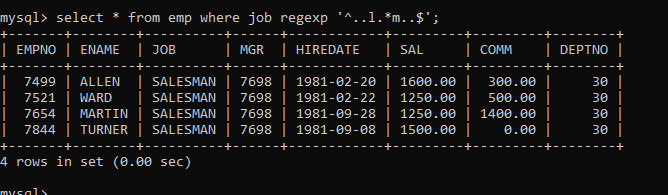 mysql> select * from emp where job regexp '^..l.*m..$';
+-------+--------+----------+------+------------+---------+---------+--------+
| EMPNO | ENAME | JOB | MGR | HIREDATE | SAL | COMM | DEPTNO |
+-------+--------+----------+------+------------+---------+---------+--------+
| 7499 | ALLEN | SALESMAN | 7698 | 1981-02-20 | 1600.00 | 300.00 | 30 |
| 7521 | WARD | SALESMAN | 7698 | 1981-02-22 | 1250.00 | 500.00 | 30 |
| 7654 | MARTIN | SALESMAN | 7698 | 1981-09-28 | 1250.00 | 1400.00 | 30 |
| 7844 | TURNER | SALESMAN | 7698 | 1981-09-08 | 1500.00 | 0.00 | 30 |
+-------+--------+----------+------+------------+---------+---------+--------+
4 rows in set (0.00 sec)
mysql>